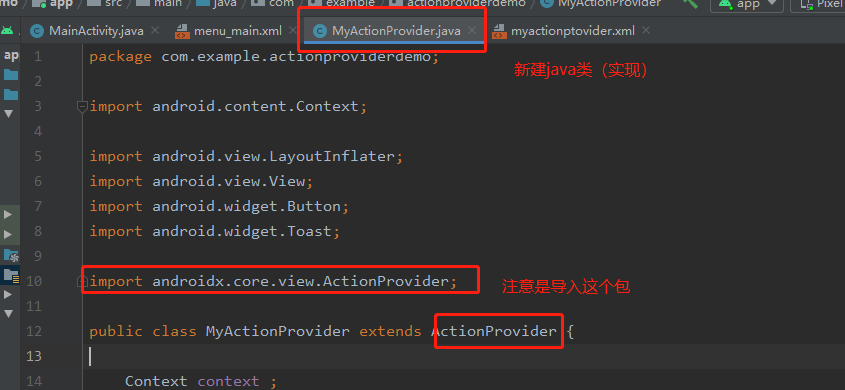 mo app src main java com example actionproviderdemo MyActionProvider app Pixel
MainActivity.java menu_main.xml MyActionProvider.java myactionptovider.xml
ap
1 package com.example.actionproviderdemo;
新建java类（实现）
2
3 import android.content.Context;
4
5 import android.view.LayoutInflater;
6 import android.view.View;
7 import android.widget.Button;
8 import android.widget.Toast;
9
10 import androidx.core.view.ActionProvider;
注意是导入这个包
11
12 public class MyActionProvider extends ActionProvider {
13
14 Context context ;